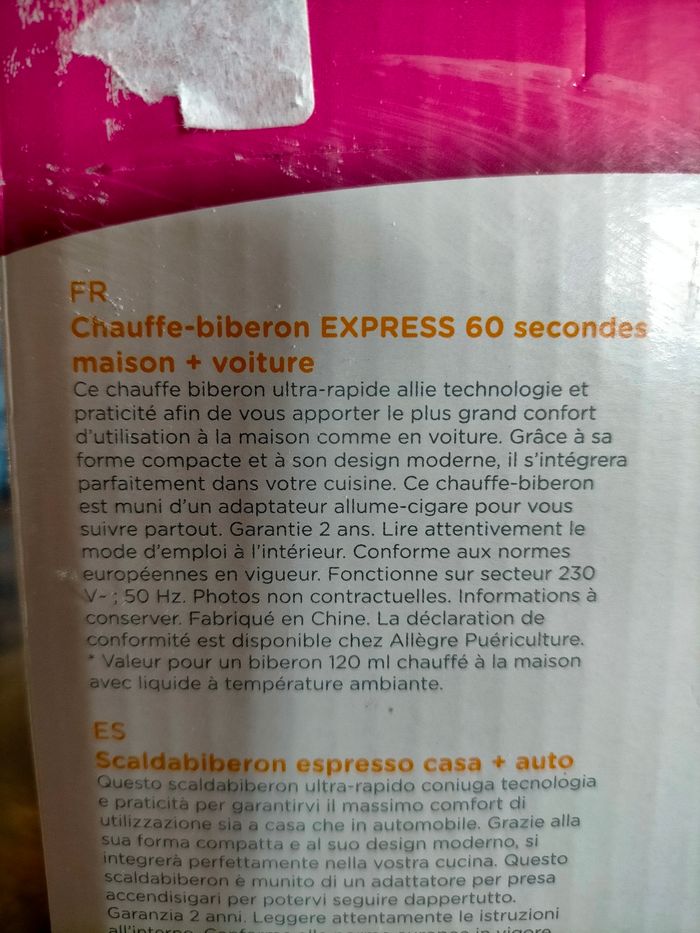 FR
Chauffe-biberon EXPRESS 60 secondes
maison + voiture
Ce chauffe biberon ultra-rapide allie technologie et
praticité afin de vous apporter le plus grand confort
d'utilisation à la maison comme en voiture. Grâce à sa
forme compacte et à son design moderne, il s'intégrera
parfaitement dans votre cuisine. Ce chauffe-biberon
est muni d'un adaptateur allume-cigare pour vous
suivre partout. Garantie 2 ans. Lire attentivement le
mode d'emploi à l'intérieur. Conforme aux normes
européennes en vigueur. Fonctionne sur secteur 230
V~ ; 50 Hz. Photos non contractuelles. Informations à
conserver. Fabriqué en Chine. La déclaration de
conformité est disponible chez Allègre Puériculture.
* Valeur pour un biberon 120 ml chauffé à la maison
avec liquide à température ambiante.
ES
Scaldabiberon espresso casa + auto
Questo scaldabiberon ultra-rapido coniuga tecnologia
e praticità per garantirvi il massimo comfort di
utilizzazione sia a casa che in automobile. Grazie alla
sua forma compatta e al suo design moderno, si
integrerà perfettamente nella vostra cucina. Questo
scaldabiberon è munito di un adattatore per presa
accendisigari per potervi seguire dappertutto.
Garanzia 2 anni. Leggere attentamente le istruzioni
all'interno. Conforme alle norme europee in vigore.